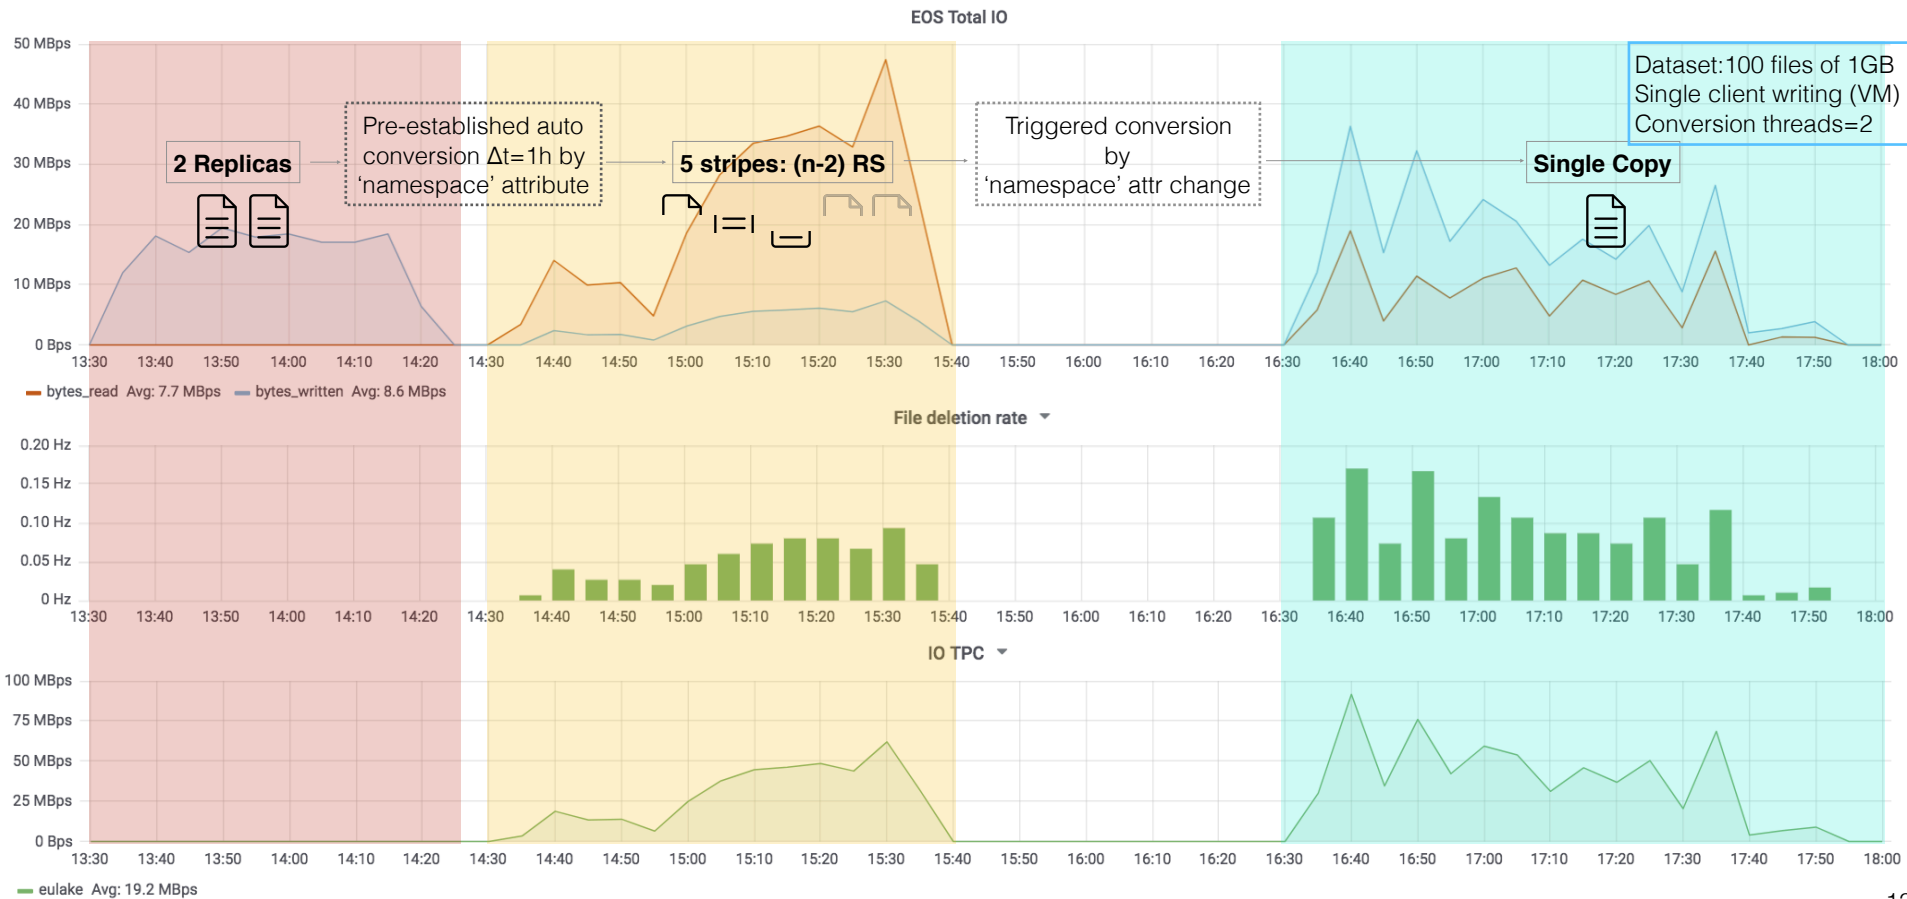 EOS Total IO
50 MBps
40 MBps
30 MBps
20 MBps
10 MBps
0 Bps
2 Replicas
Pre-established auto
conversion Δt=1h by
‘namespace’ attribute
5 stripes: (n-2) RS
Triggered conversion
by
‘namespace’ attr change
Single Copy
Dataset:100 files of 1GB
Single client writing (VM)
Conversion threads=2
13:30 13:40 13:50 14:00 14:10 14:20 14:30 14:40 14:50 15:00 15:10 15:20 15:30 15:40 15:50 16:00 16:10 16:20 16:30 16:40 16:50 17:00 17:10 17:20 17:30 17:40 17:50 18:00
bytes_read Avg: 7.7 MBps bytes_written Avg: 8.6 MBps
File deletion rate
0.20 Hz
0.15 Hz
0.10 Hz
0.05 Hz
0 Hz
13:30 13:40 13:50 14:00 14:10 14:20 14:30 14:40 14:50 15:00 15:10 15:20 15:30 15:40 15:50 16:00 16:10 16:20 16:30 16:40 16:50 17:00 17:10 17:20 17:30 17:40 17:50 18:00
IO TPC
100 MBps
75 MBps
50 MBps
25 MBps
0 Bps
13:30 13:40 13:50 14:00 14:10 14:20 14:30 14:40 14:50 15:00 15:10 15:20 15:30 15:40 15:50 16:00 16:10 16:20 16:30 16:40 16:50 17:00 17:10 17:20 17:30 17:40 17:50 18:00
eulake Avg: 19.2 MBps